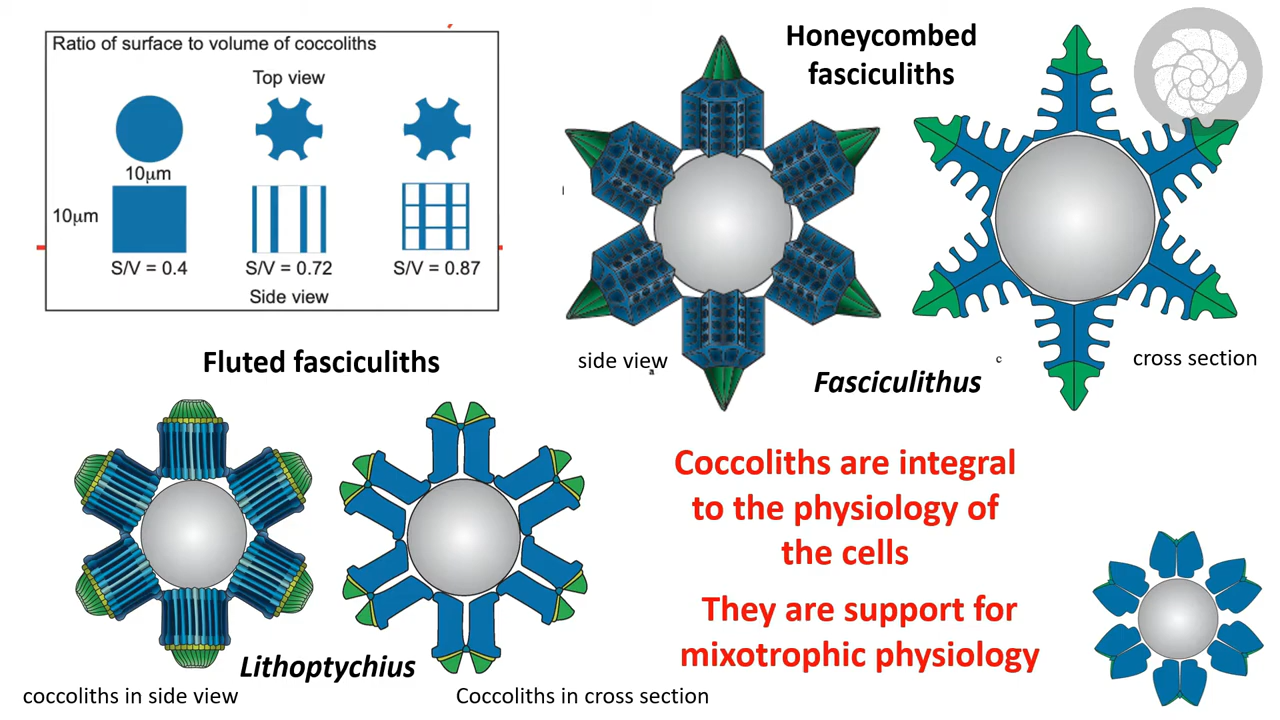 Ratio of surface to volume of coccoliths
Top view
10μm
10μm
S/V = 0.4
S/V = 0.72
S/V = 0.87
Side view
Honeycombed
fasciculiths
side view
a
c
cross section
Fasciculithus
Fluted fasciculiths
Lithoptychius
coccoliths in side view
Coccoliths in cross section
Coccoliths are integral
to the physiology of
the cells
They are support for
mixotrophic physiology